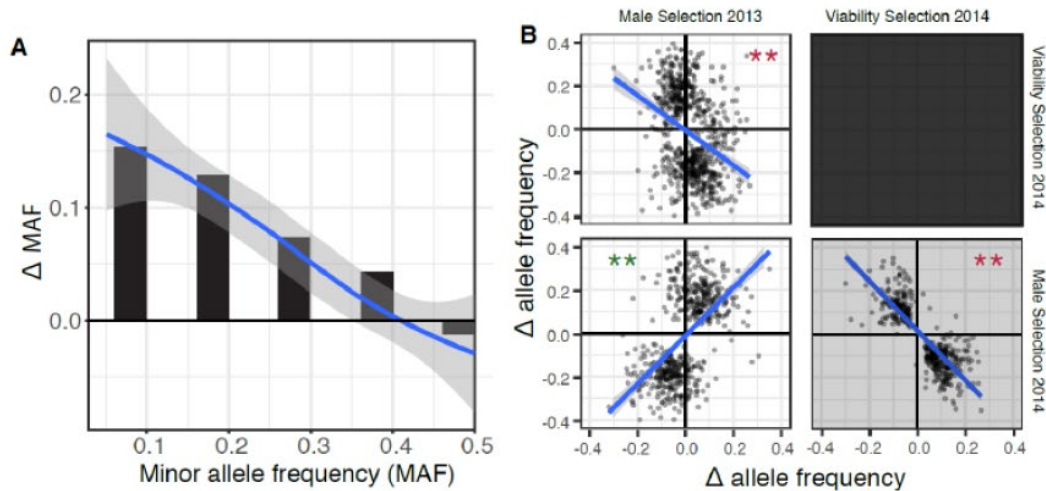 A
Δ MAF
0.2
0.1
0.0
0.1 0.2 0.3 0.4 0.5
Minor allele frequency (MAF)
B
Male Selection 2013 Viability Selection 2014
Δ allele frequency
0.4
0.2
0.0
-0.2
-0.4
**
Viability Selection 2014
0.4
0.2
0.0
-0.2
-0.4
**
**
Male Selection 2014
-0.4 -0.2 0.0 0.2 0.4 -0.4 -0.2 0.0 0.2 0.4
Δ allele frequency